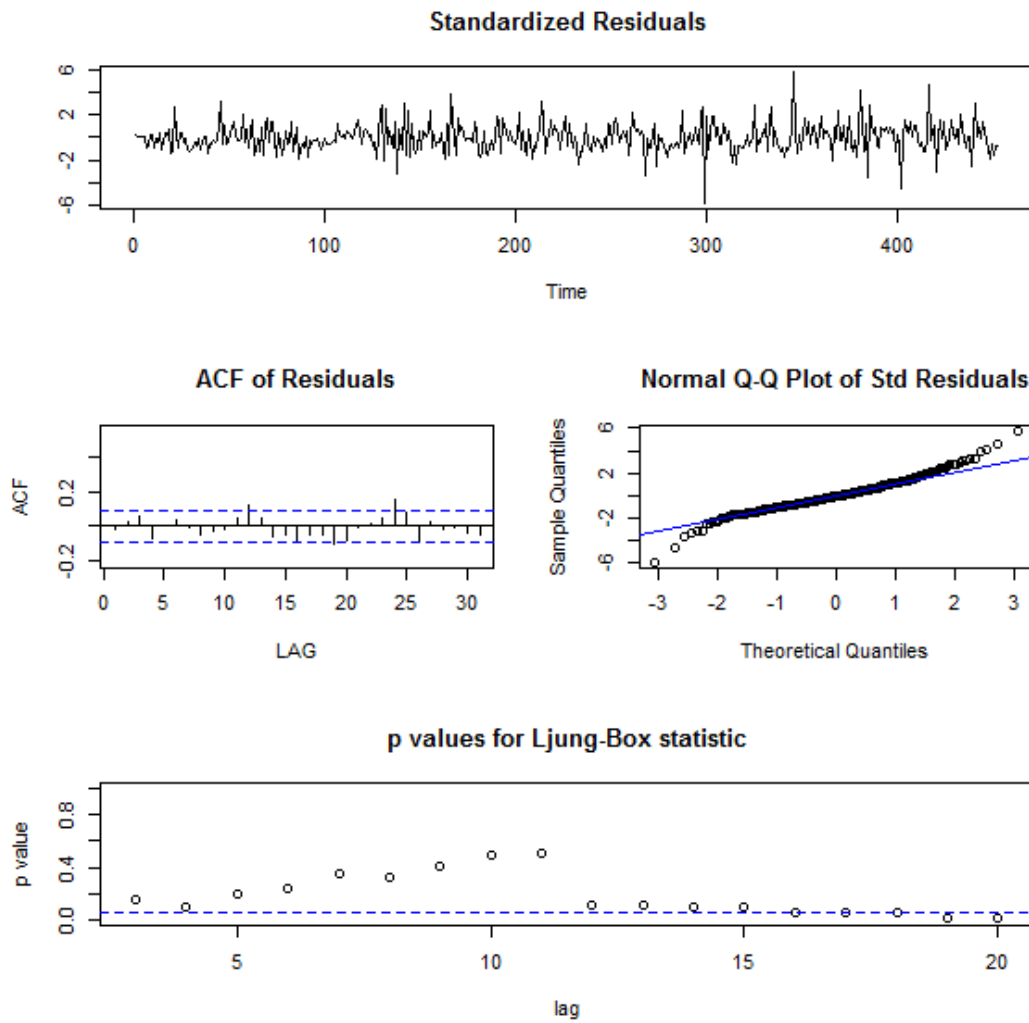 Standardized Residuals
6
2
-2
-6
0 100 200 300 400
Time
ACF of Residuals
ACF
0.2
-0.2
0 5 10 15 20 25 30
LAG
Normal Q-Q Plot of Std Residuals
Sample Quantiles
6
2
-2
-6
-3 -2 -1 0 1 2 3
Theoretical Quantiles
p values for Ljung-Box statistic
p value
0.8
0.4
0.0
5 10 15 20
lag